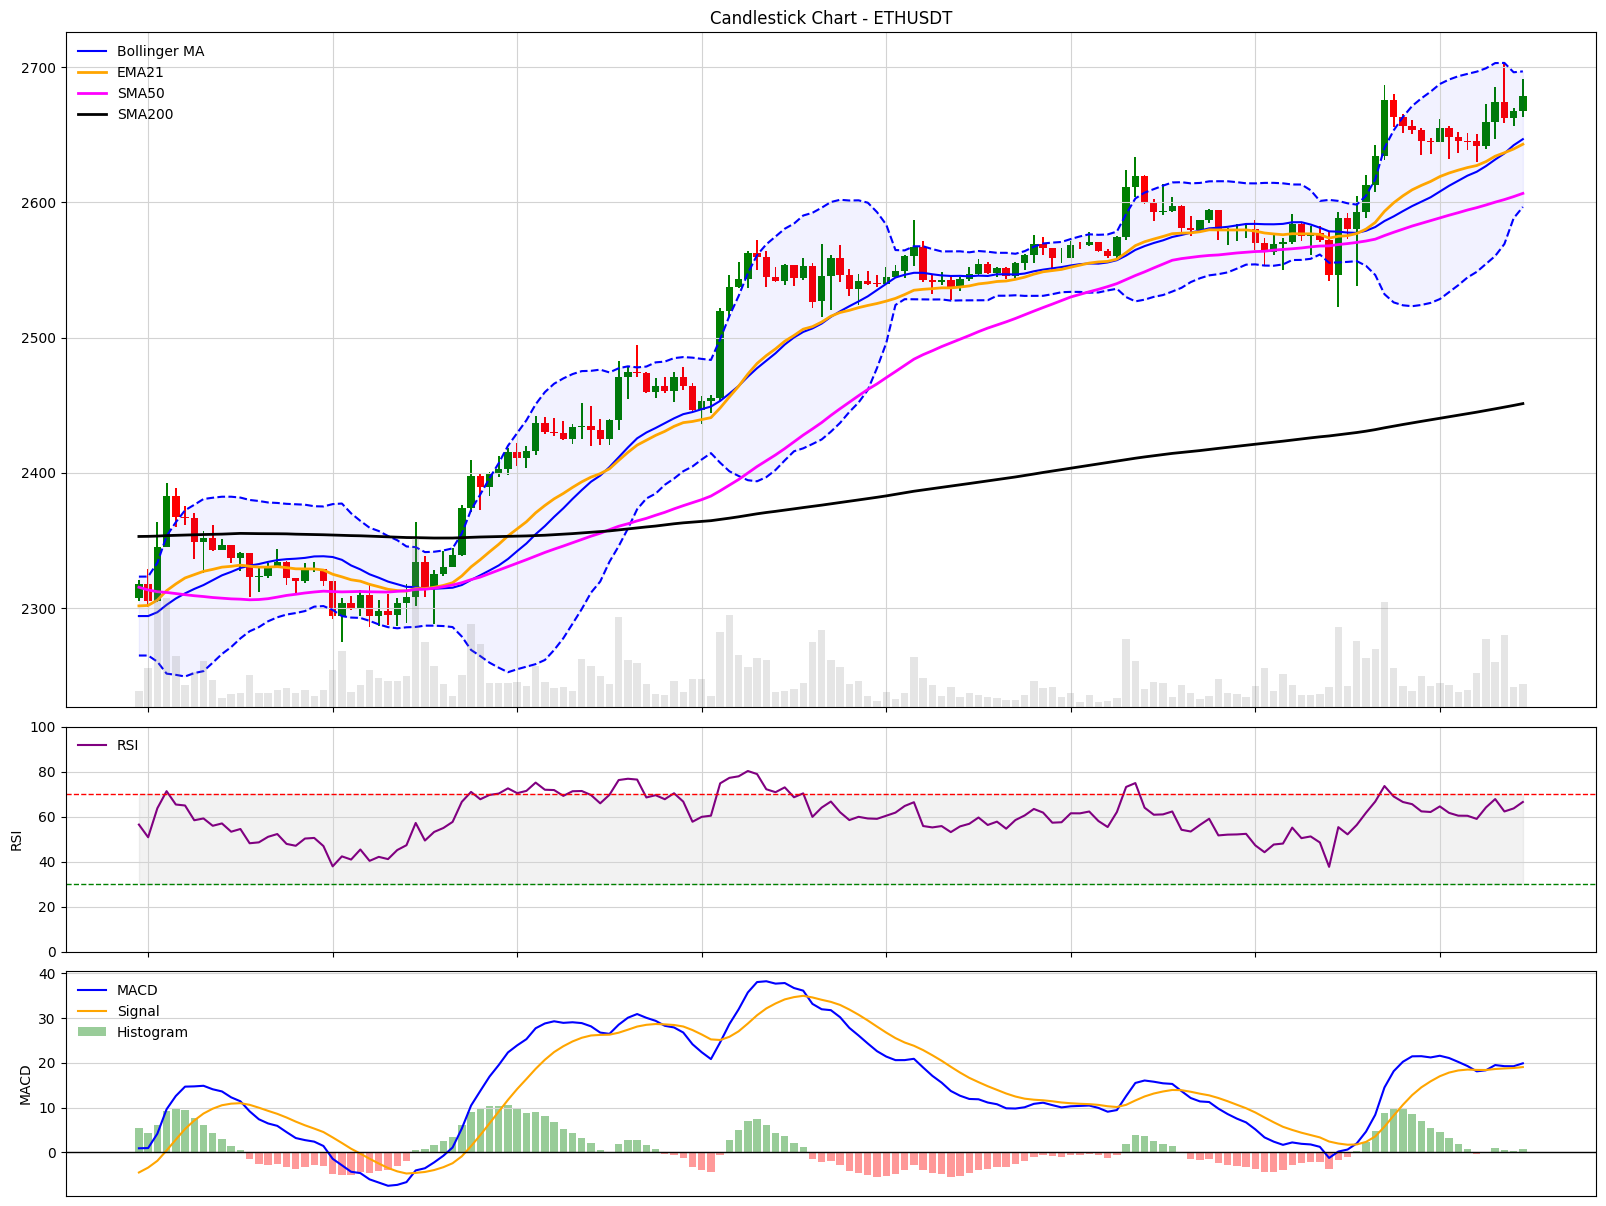 Candlestick Chart - ETHUSDT
Bollinger MA
EMA21
SMA50
SMA200
2700
2600
2500
2400
2300
RSI
100
80
60
40
20
0
RSI
MACD
Signal
Histogram
40
30
20
10
0
MACD